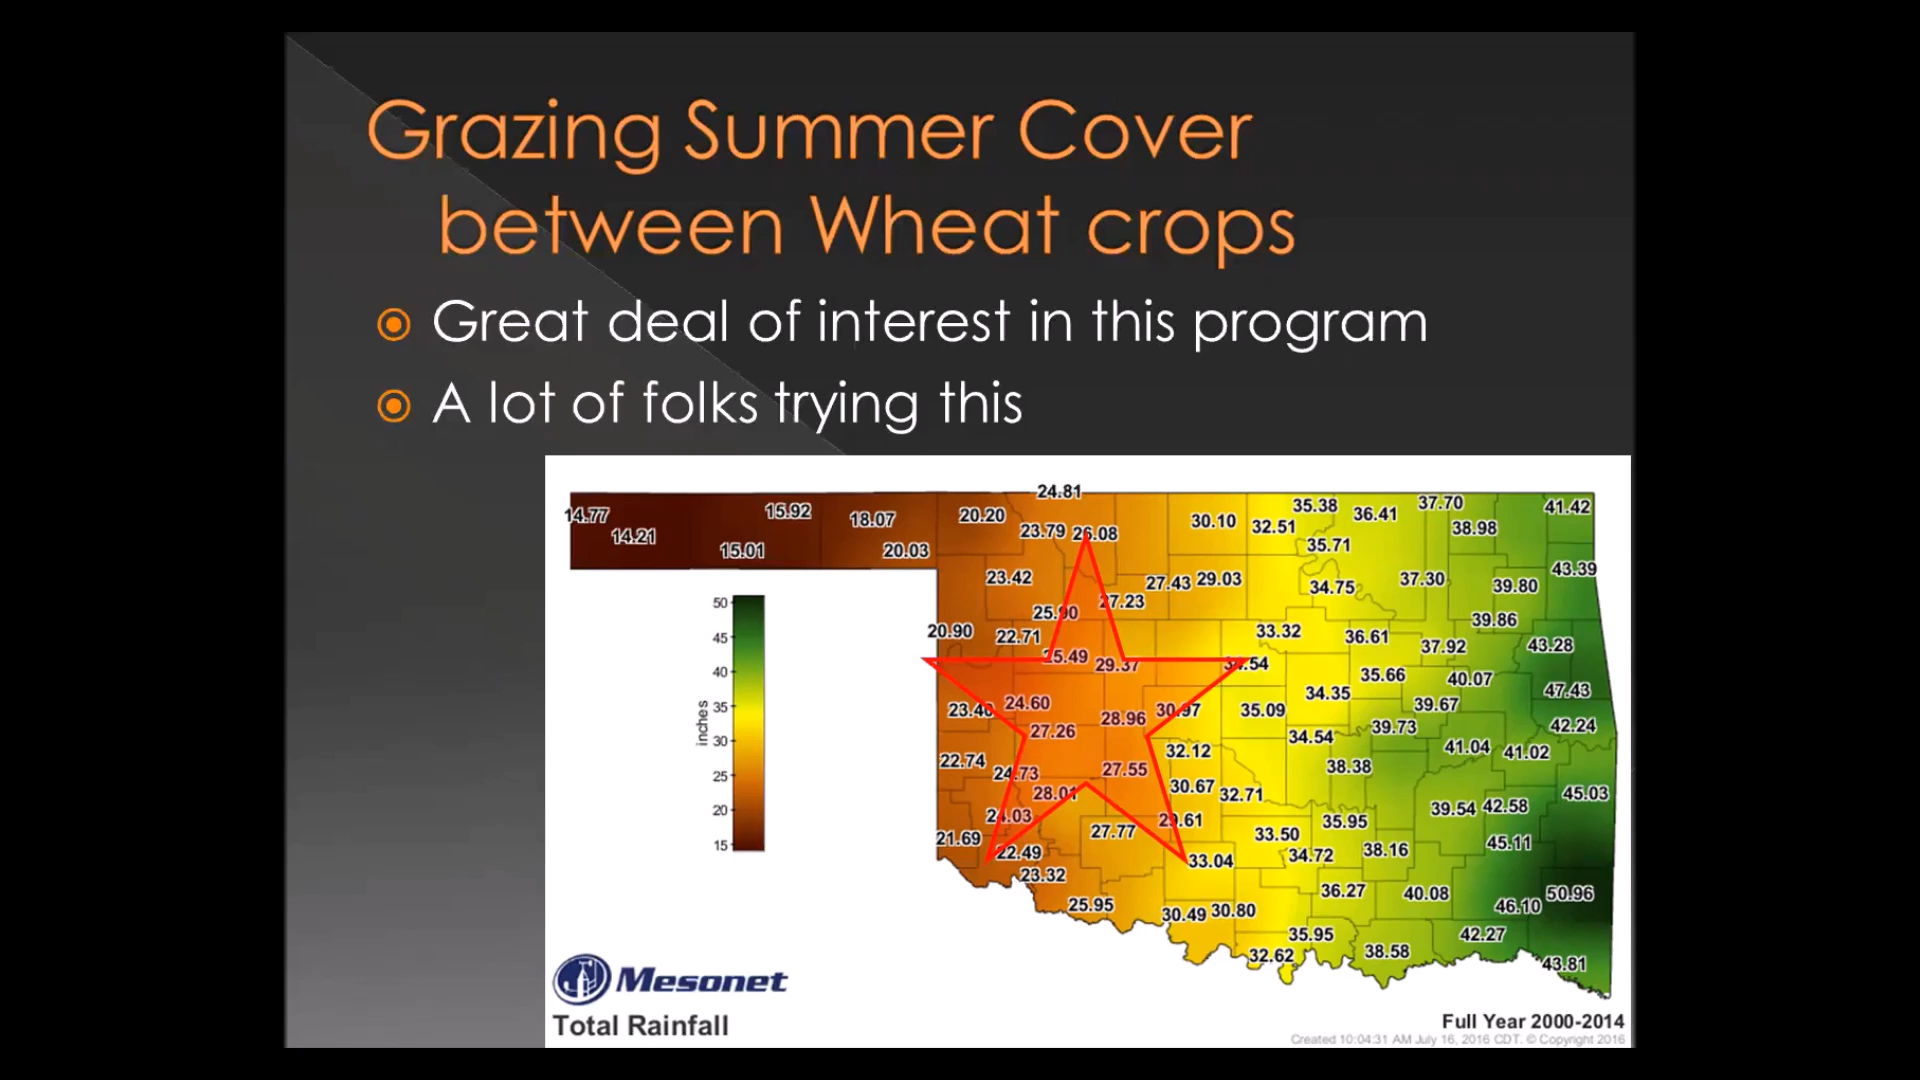 Grazing Summer Cover
between Wheat crops
Great deal of interest in this program
A lot of folks trying this
24.81
14.77 15.92 18.07 20.20 30.10 35.38 36.41 37.70 41.42
14.21 15.01 20.03 23.79 26.08 32.51 35.71 38.98
23.42 27.43 29.03 34.75 37.30 39.80 43.39
50 25.90 27.23 39.86
45 20.90 22.71 33.32 36.61 37.92 43.28
40 25.49 29.37 34.54 35.66 40.07
35 23.40 24.60 30.97 35.09 34.35 39.67 47.43
inches
30 27.26 28.96 32.12 34.54 39.73 41.04 41.02 42.24
25 22.74 24.73 27.55 30.67 32.71 38.38 45.03
20 28.01 24.03 29.61 35.95 39.54 42.58
15 21.69 22.49 27.77 33.04 33.50 34.72 38.16 45.11
23.32 36.27 40.08 46.10 50.96
25.95 30.49 30.80 35.95 42.27
32.62 38.58 43.81
Mesonet
Total Rainfall
Full Year 2000-2014
Created 10:04:31 AM July 16, 2016 CDT. © Copyright 2016